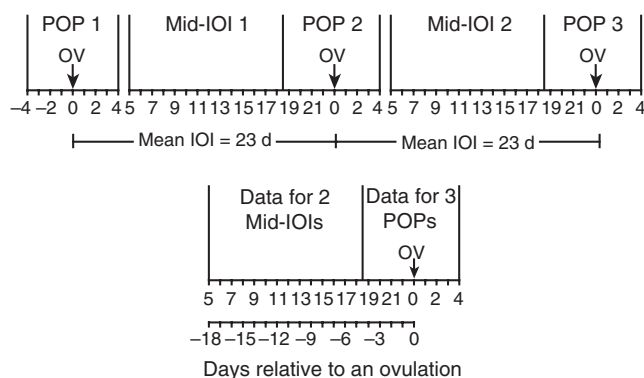 POP 1 Mid-IOI 1 POP 2 Mid-IOI 2 POP 3
OV OV OV
−4 −2 0 2 4 5 7 9 11 13 15 17 19 21 0 2 4 5 7 9 11 13 15 17 19 21 0 2 4
Mean IOI = 23 d Mean IOI = 23 d
Data for 2 Data for 3
Mid-IOIs POPs
OV
5 7 9 11 13 15 17 19 21 0 2 4
−18 −15 −12 −9 −6 −3 0
Days relative to an ovulation